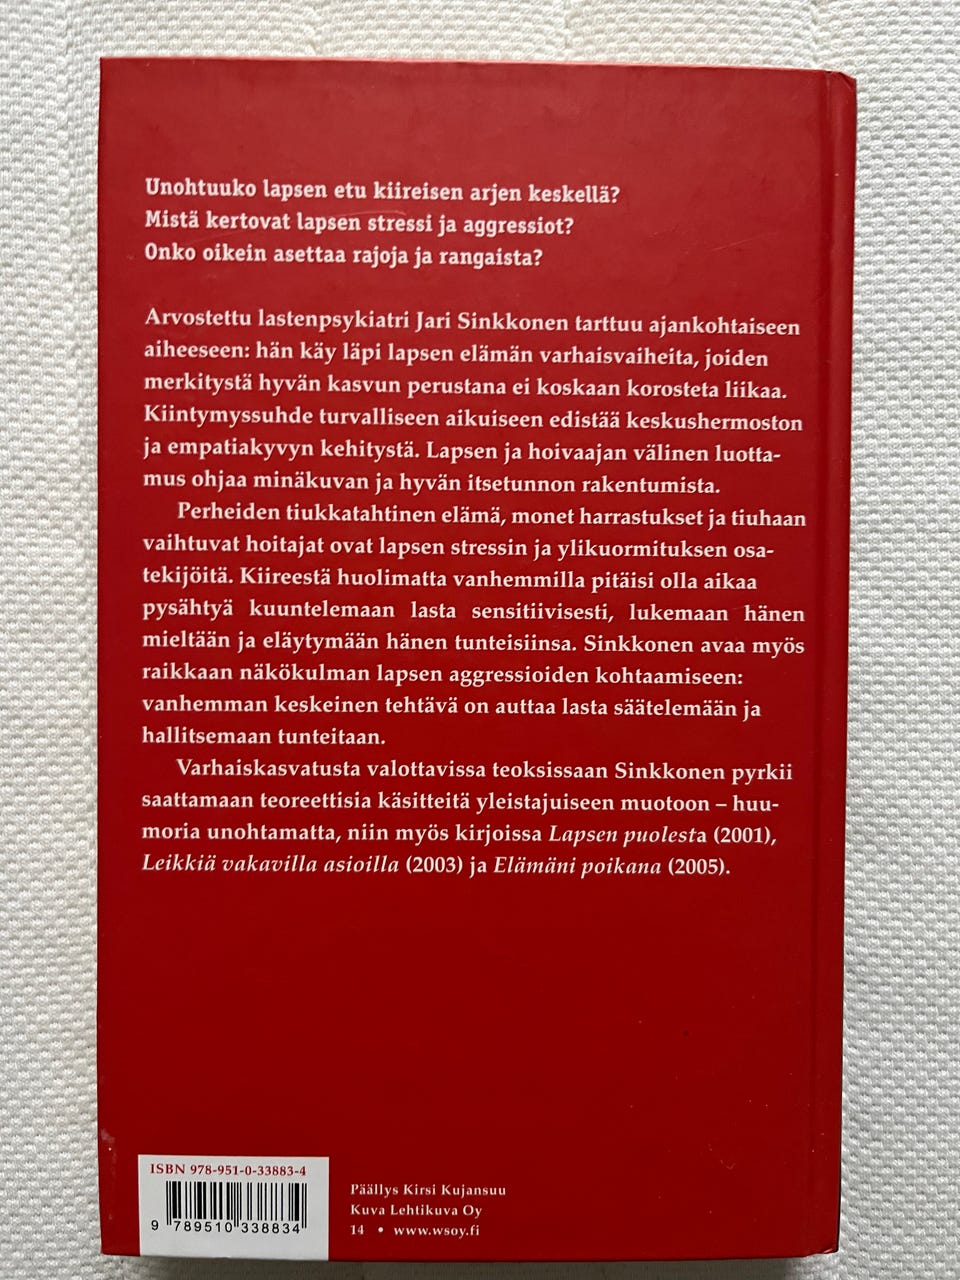 Unohtuuko lapsen etu kiireisen arjen keskellä?
Mistä kertovat lapsen stressi ja aggressiot?
Onko oikein asettaa rajoja ja rangaista?
Arvostettu lastenpsykiatri Jari Sinkkonen tarttuu ajankohtaiseen
aiheeseen: hän käy läpi lapsen elämän varhaisvaiheita, joiden
merkitystä hyvän kasvun perustana ei koskaan korosteta liikaa.
Kiintymyssuhde turvalliseen aikuiseen edistää keskushermoston
ja empatiakyvyn kehitystä. Lapsen ja hoivaajan välinen luotta-
mus ohjaa minäkuvan ja hyvän itsetunnon rakentumista.
Perheiden tiukkatahtinen elämä, monet harrastukset ja tiuhaan
vaihtuvat hoitajat ovat lapsen stressin ja ylikuormituksen osa-
tekijöitä. Kiireestä huolimatta vanhemmilla pitäisi olla aikaa
pysähtyä kuuntelemaan lasta sensitiivisesti, lukemaan hänen
mieltään ja eläytymään hänen tunteisiinsa. Sinkkonen avaa myös
raikkaan näkökulman lapsen aggressioiden kohtaamiseen:
vanhemman keskeinen tehtävä on auttaa lasta säätelemään ja
hallitsemaan tunteitaan.
Varhaiskasvatusta valottavissa teoksissaan Sinkkonen pyrkii
saattamaan teoreettisia käsitteitä yleistajuiseen muotoon – huu-
moria unohtamatta, niin myös kirjoissa Lapsen puolesta (2001),
Leikkiä vakavilla asioilla (2003) ja Elämäni poikana (2005).
ISBN 978-951-0-33883-4
9 789510 338834
Päällys Kirsi Kujansuu
Kuva Lehtikuva Oy
14 • www.wsoy.fi